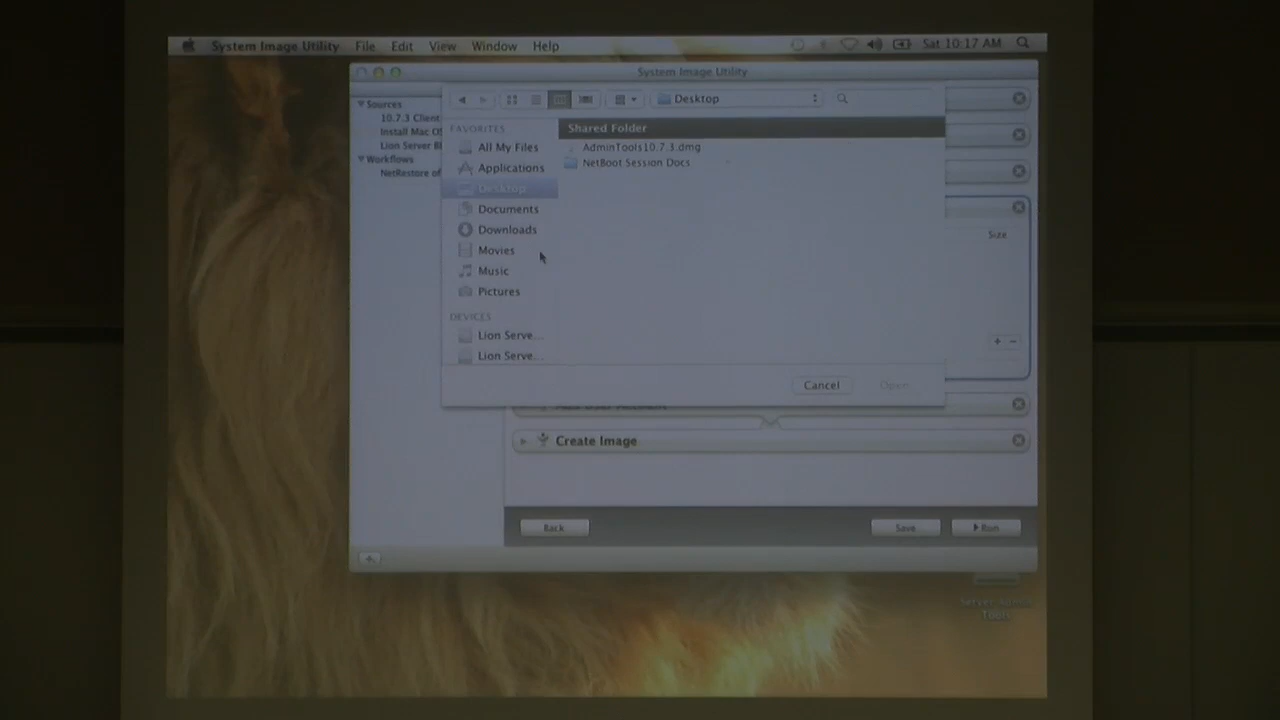 System Image Utility File Edit View Window Help Sat 10:17 AM
System Image Utility
Desktop
Sources
10.7.3 Client
Install Mac OS
Lion Server
Workflows
NetRestore of
FAVORITES
All My Files
Applications
Desktop
Documents
Downloads
Movies
Music
Pictures
DEVICES
Lion Serve...
Lion Serve...
Shared Folder
AdminTools10.7.3.dmg
NetBoot Session Docs
Size
Cancel Open
Create Image
Back Save Run
Server Admin
Tools